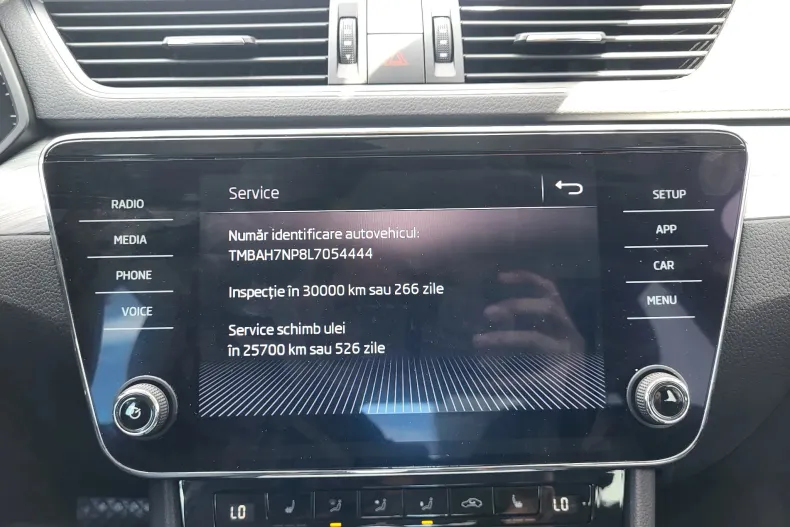 Service
RADIO
MEDIA
PHONE
VOICE
Număr identificare autovehicul:
TMBAH7NP8L7054444
Inspecție în 30000 km sau 266 zile
Service schimb ulei
în 25700 km sau 526 zile
SETUP
APP
CAR
MENU
LO
LO